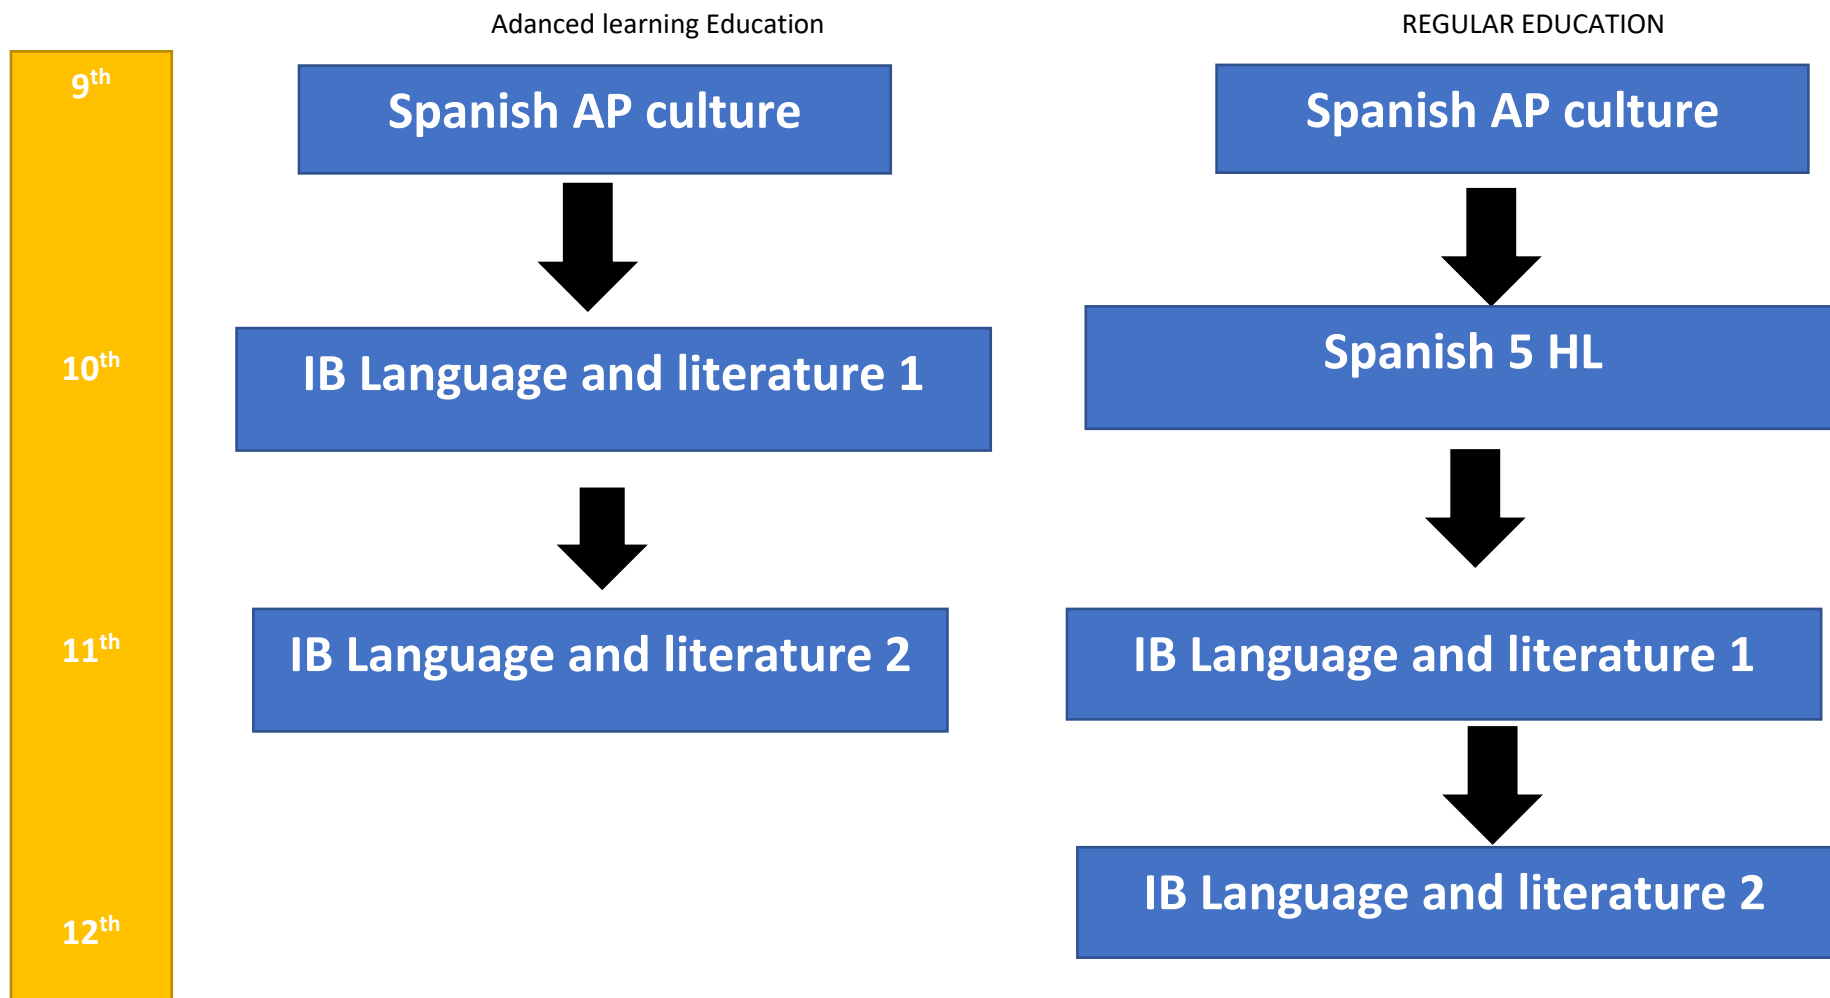 Adanced learning Education
REGULAR EDUCATION
9th
Spanish AP culture
Spanish AP culture
10th
IB Language and literature 1
Spanish 5 HL
11th
IB Language and literature 2
IB Language and literature 1
12th
IB Language and literature 2